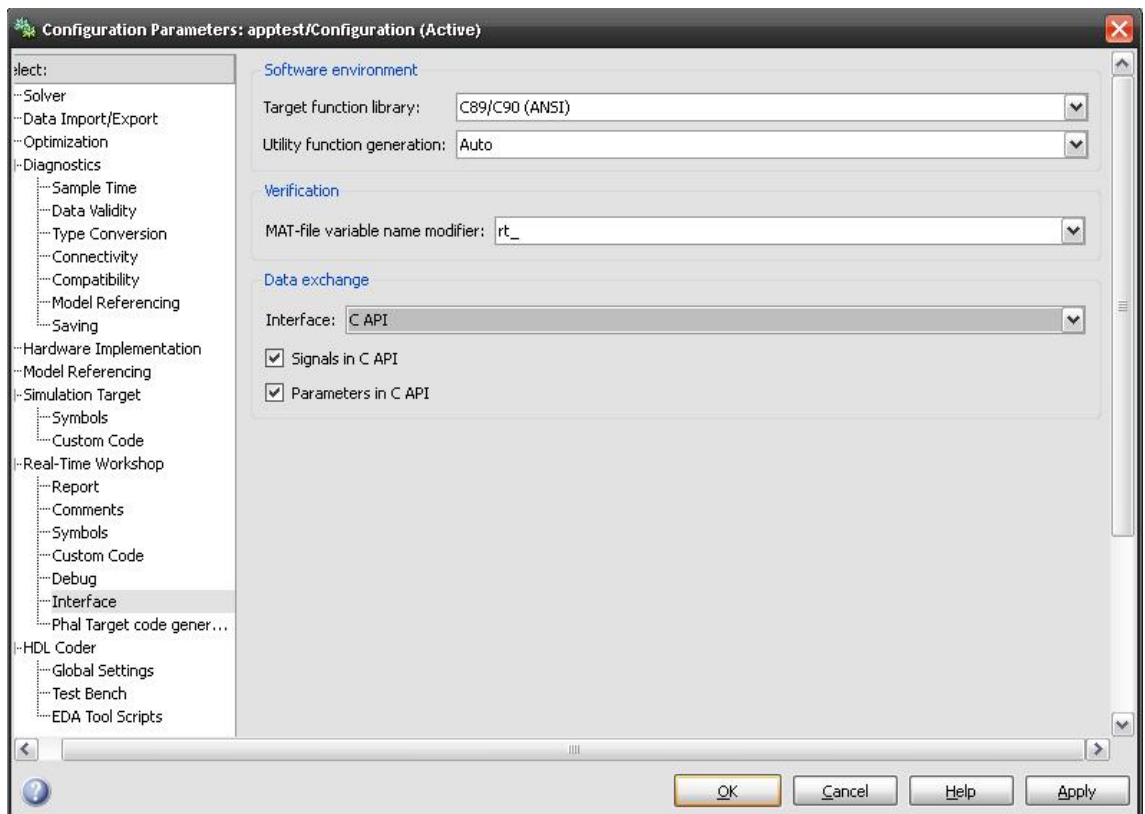 Configuration Parameters: apptest/Configuration (Active)
elect:
Solver
Data Import/Export
Optimization
Diagnostics
Sample Time
Data Validity
Type Conversion
Connectivity
Compatibility
Model Referencing
Saving
Hardware Implementation
Model Referencing
Simulation Target
Symbols
Custom Code
Real-Time Workshop
Report
Comments
Symbols
Custom Code
Debug
Interface
Phal Target code gener...
HDL Coder
Global Settings
Test Bench
EDA Tool Scripts
Software environment
Target function library: C89/C90 (ANSI)
Utility function generation: Auto
Verification
MAT-file variable name modifier: rt_
Data exchange
Interface: C API
Signals in C API
Parameters in C API
OK Cancel Help Apply